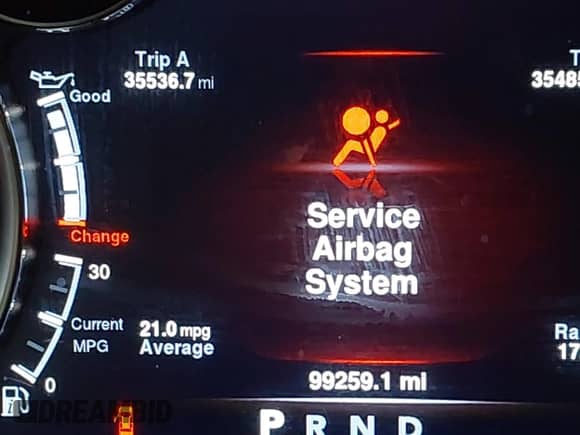 Trip A
35536.7 mi
T
35485
Good
Change
Service
Airbag
System
30
Current
MPG
21.0 mpg
Average
0
Ra
17
99259.1 mi
P R N D
DREAMBID